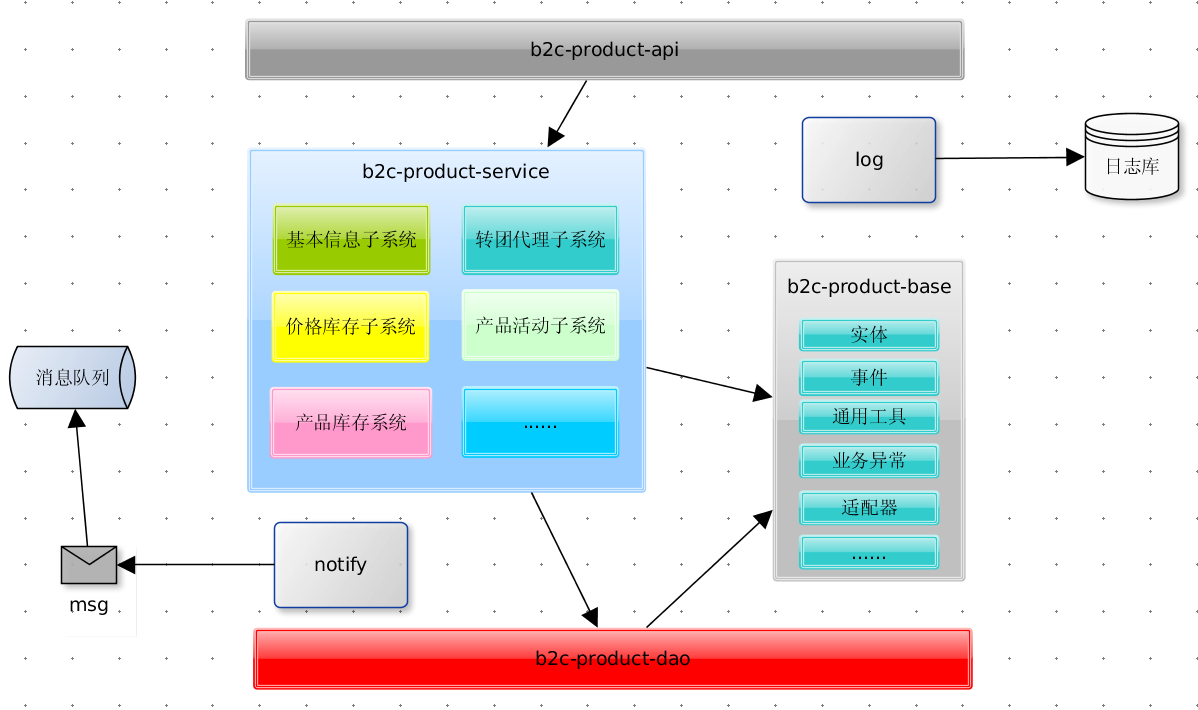 b2c-product-api
b2c-product-service
基本信息子系统
转团代理子系统
价格库存子系统
产品活动子系统
产品库存系统
......
log
日志库
b2c-product-base
实体
事件
通用工具
业务异常
适配器
......
消息队列
msg
notify
b2c-product-dao